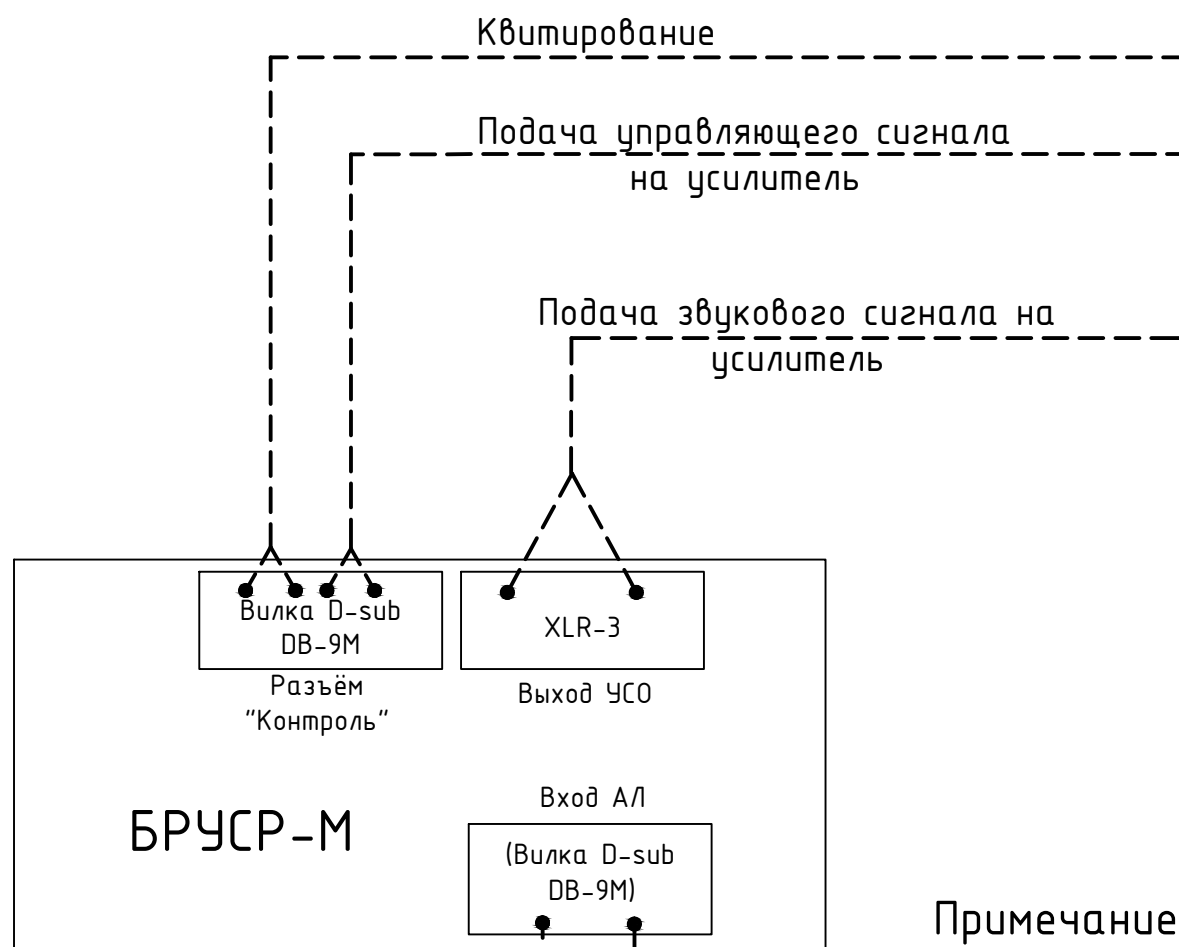 Квитирование
Подача управляющего сигнала
на усилитель
Подача звукового сигнала на
усилитель
Вилка D-sub
DB-9M
XLR-3
Разъём
"Контроль"
Выход УСО
БРУСР-М
Вход АЛ
(Вилка D-sub
DB-9M)
Примечание